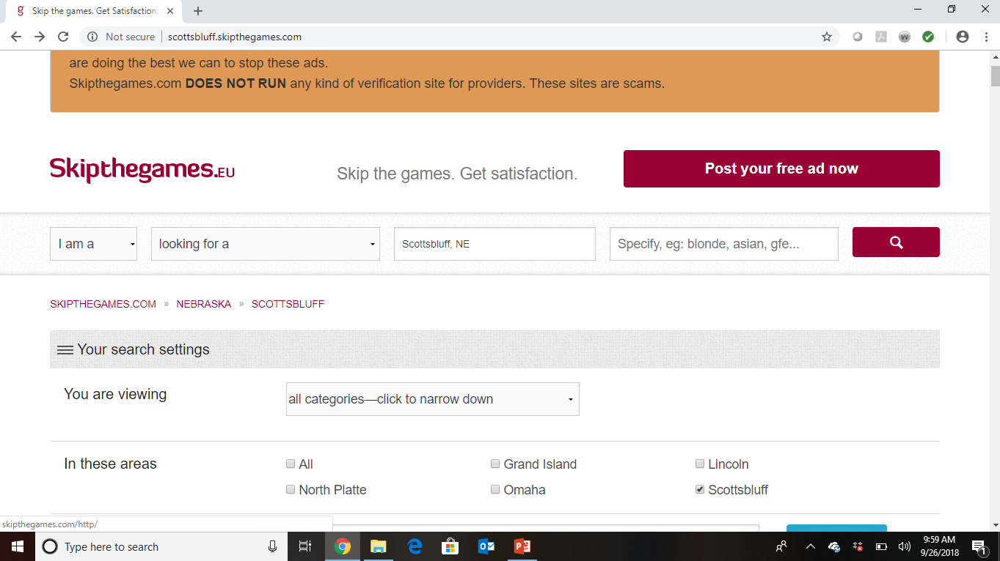 Skip the games. Get Satisfaction.
Not secure
scottsbluff.skipthegames.com
are doing the best we can to stop these ads.
Skipthegames.com DOES NOT RUN any kind of verification site for providers. These sites are scams.
Skipthegames.EU
Skip the games. Get satisfaction.
Post your free ad now
I am a
looking for a
Scottsbluff, NE
Specify, eg: blonde, asian, gfe...
SKIPTHEGAMES.COM » NEBRASKA » SCOTTSBLUFF
Your search settings
You are viewing
all categories—click to narrow down
In these areas
All
Grand Island
Lincoln
North Platte
Omaha
Scottsbluff
skipthegames.com/http/
Type here to search
9:59 AM
9/26/2018
1